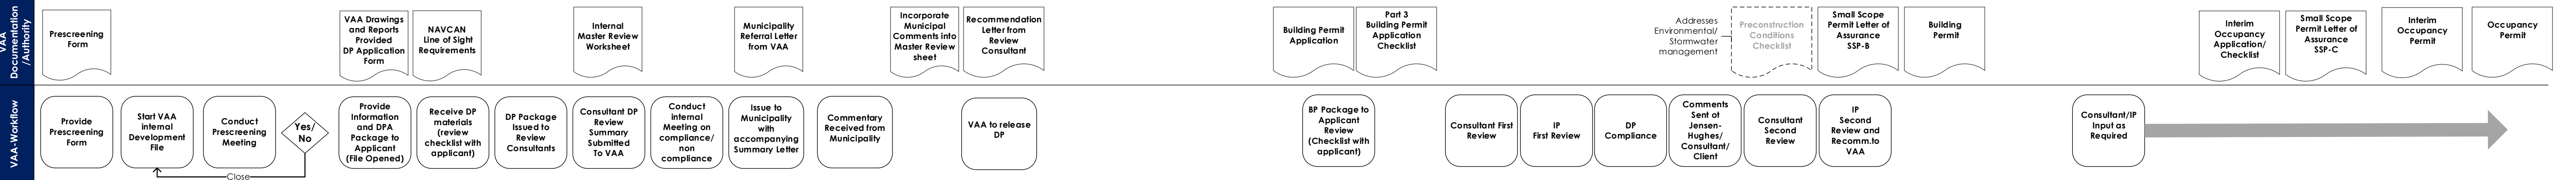 VAA
Documentation
/Authority
Prescreening
Form
VAA Drawings
and Reports
Provided
DP Application
Form
NAVCAN
Line of Sight
Requirements
Internal
Master Review
Worksheet
Municipality
Referral Letter
from VAA
Incorporate
Municipal
Comments into
Master Review
sheet
Recommendation
Letter from
Review
Consultant
Building Permit
Application
Part 3
Building Permit
Application
Checklist
Addresses
Environmental/
Stormwater
management
Preconstruction
Conditions
Checklist
Small Scope
Permit Letter of
Assurance
SSP-B
Building
Permit
Interim
Occupancy
Application/
Checklist
Small Scope
Permit Letter of
Assurance
SSP-C
Interim
Occupancy
Permit
Occupancy
Permit
VAA-Workflow
Provide
Prescreening
Form
Start VAA
internal
Development
File
Conduct
Prescreening
Meeting
Yes/
No
Close
Provide
Information
and DPA
Package to
Applicant
(File Opened)
Receive DP
materials
(review
checklist with
applicant)
DP Package
Issued to
Review
Consultants
Consultant DP
Review
Summary
Submitted
To VAA
Conduct
internal
Meeting on
compliance/
non
compliance
Issue to
Municipality
with
accompanying
Summary Letter
Commentary
Received from
Municipality
VAA to release
DP
BP Package to
Applicant
Review
(Checklist with
applicant)
Consultant First
Review
IP
First Review
DP
Compliance
Comments
Sent of
Jensen-
Hughes/
Consultant/
Client
Consultant
Second
Review
IP
Second
Review and
Recomm.to
VAA
Consultant/IP
Input as
Required